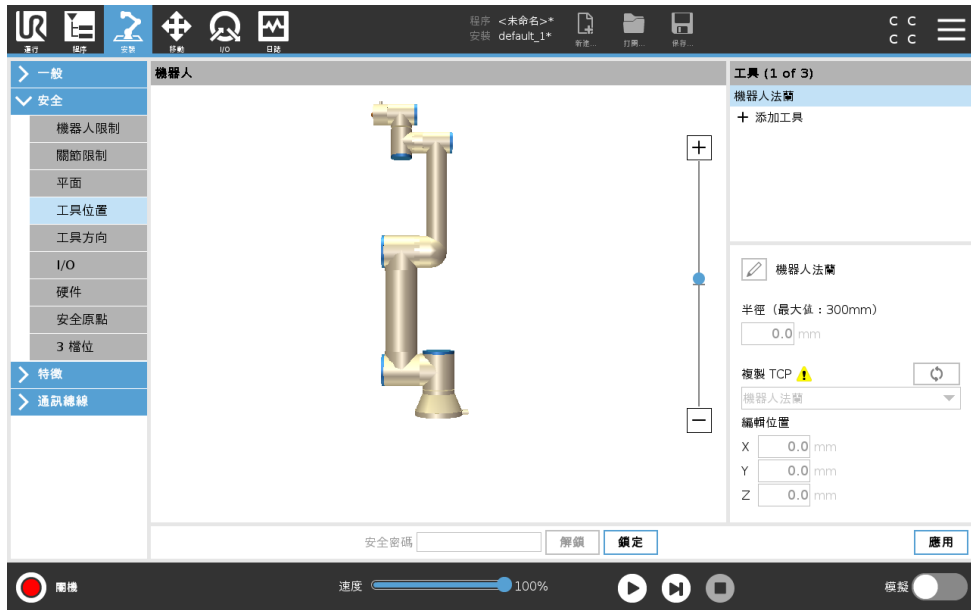 UR
運行
程序
安裝
移動
I/O
日誌
程序 <未命名>*
安裝 default_1*
新建...
打開...
保存...
C C
C C
一般
安全
機器人限制
關節限制
平面
工具位置
工具方向
I/O
硬件
安全原點
3 檔位
特徵
通訊總線
機器人
工具 (1 of 3)
機器人法蘭
添加工具
機器人法蘭
半徑（最大値：300mm）
0.0 mm
複製 TCP
機器人法蘭
編輯位置
X 0.0 mm
Y 0.0 mm
Z 0.0 mm
安全密碼
解鎖
鎖定
應用
關機
速度
100%
模擬